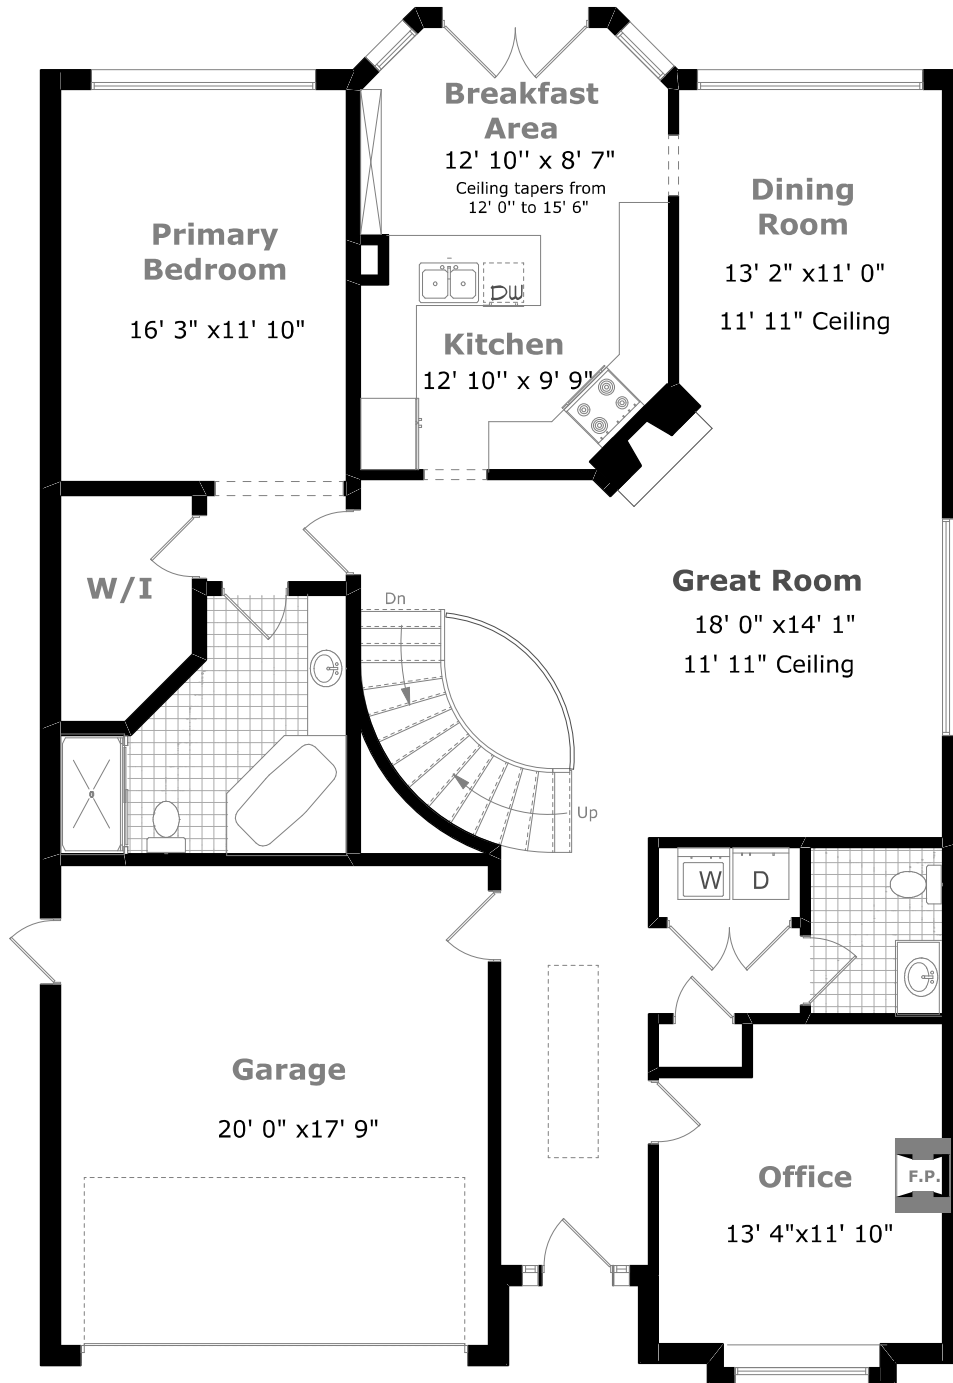 Breakfast
Area
12' 10'' x 8' 7"
Ceiling tapers from
12' 0'' to 15' 6"
Dining
Room
13' 2" x11' 0"
11' 11" Ceiling
Primary
Bedroom
16' 3" x11' 10"
DW
Kitchen
12' 10'' x 9' 9"
W/I
Great Room
18' 0" x14' 1"
11' 11" Ceiling
Dn
Up
W
D
Garage
20' 0" x17' 9"
Office
13' 4"x11' 10"
F.P.